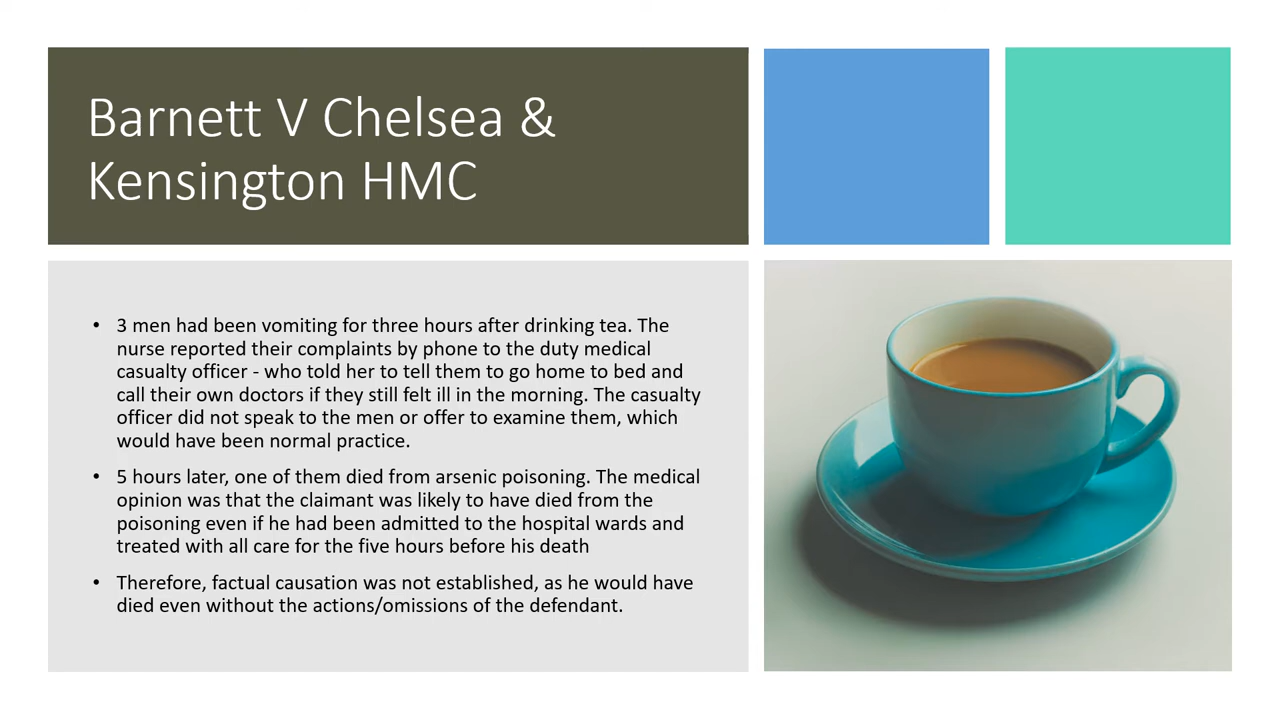 Barnett V Chelsea &
Kensington HMC
• 3 men had been vomiting for three hours after drinking tea. The
nurse reported their complaints by phone to the duty medical
casualty officer - who told her to tell them to go home to bed and
call their own doctors if they still felt ill in the morning. The casualty
officer did not speak to the men or offer to examine them, which
would have been normal practice.
• 5 hours later, one of them died from arsenic poisoning. The medical
opinion was that the claimant was likely to have died from the
poisoning even if he had been admitted to the hospital wards and
treated with all care for the five hours before his death
• Therefore, factual causation was not established, as he would have
died even without the actions/omissions of the defendant.